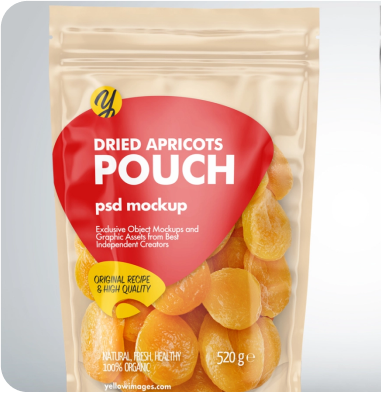 Y
DRIED APRICOTS
POUCH
psd mockup
Exclusive Object Mockups and
Graphic Assets from Best
Independent Creators
ORIGINAL RECIPE
& HIGH QUALITY
NATURAL, FRESH, HEALTHY
100% ORGANIC
520 g e
yellowimages.com